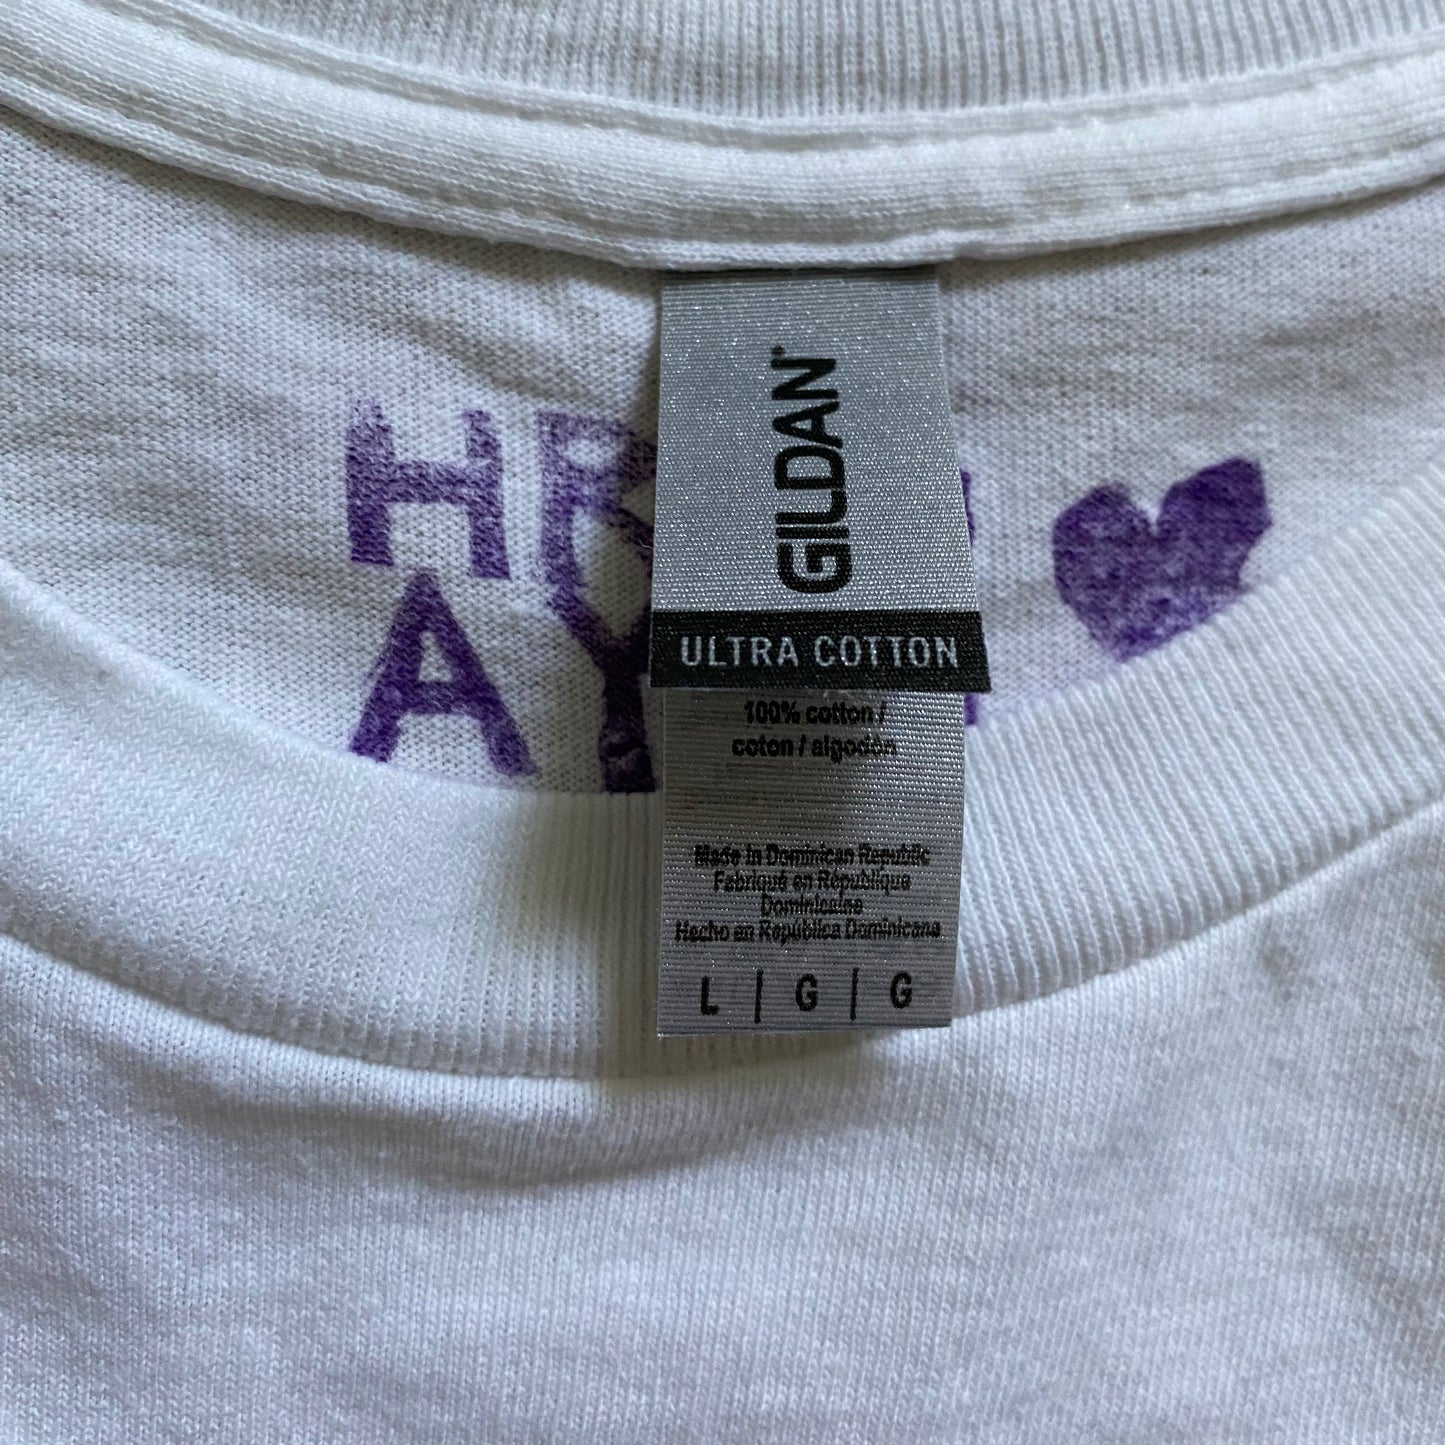 GILDAN®
ULTRA COTTON
100% cotton /
coton / algodón
Made in Dominican Republic
Fabriqué en République
Dominicaine
Hecho en República Dominicana
L | G | G